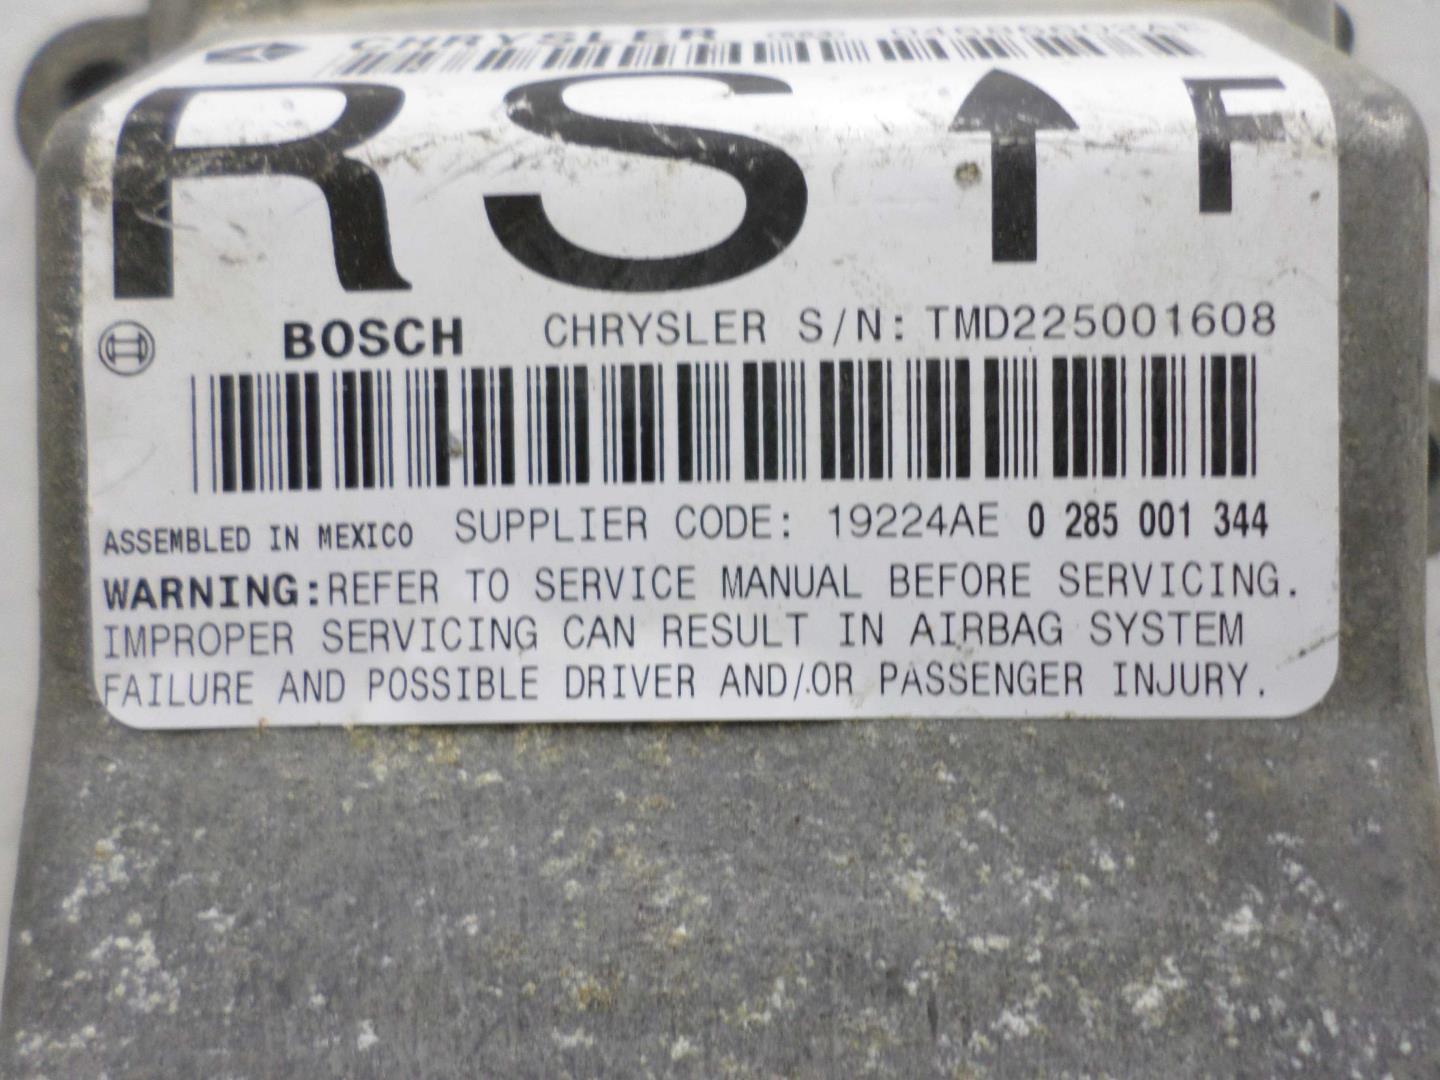 CHRYSLER
RS F
BOSCH CHRYSLER S/N: TMD225001608
ASSEMBLED IN MEXICO SUPPLIER CODE: 19224AE 0 285 001 344
WARNING: REFER TO SERVICE MANUAL BEFORE SERVICING.
IMPROPER SERVICING CAN RESULT IN AIRBAG SYSTEM
FAILURE AND POSSIBLE DRIVER AND/OR PASSENGER INJURY.